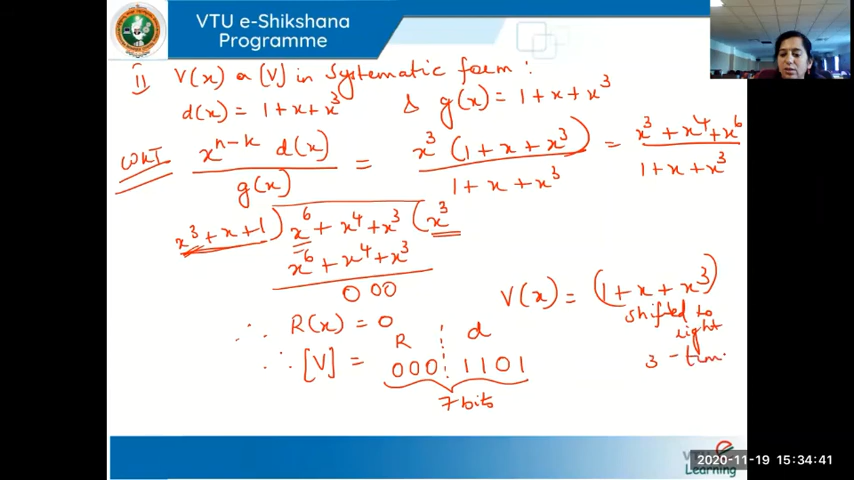 VTU e-Shikshana
Programme
ii V(x) or [V] in systematic form :
d(x) = 1+x+x³ & g(x) = 1+x+x³
WKT x^(n-k) d(x) / g(x) = x³ (1+x+x³) / 1+x+x³ = x³+x⁴+x⁶ / 1+x+x³
x³+x+1 ) x⁶+x⁴+x³ ( x³
x⁶+x⁴+x³
0 0 0
V(x) = (1+x+x³)
shifted to
right
3 -
∴ R(x) = 0
R d
∴ [V] = 000 1101
7 bits
2020-11-19 15:34:41
Learning